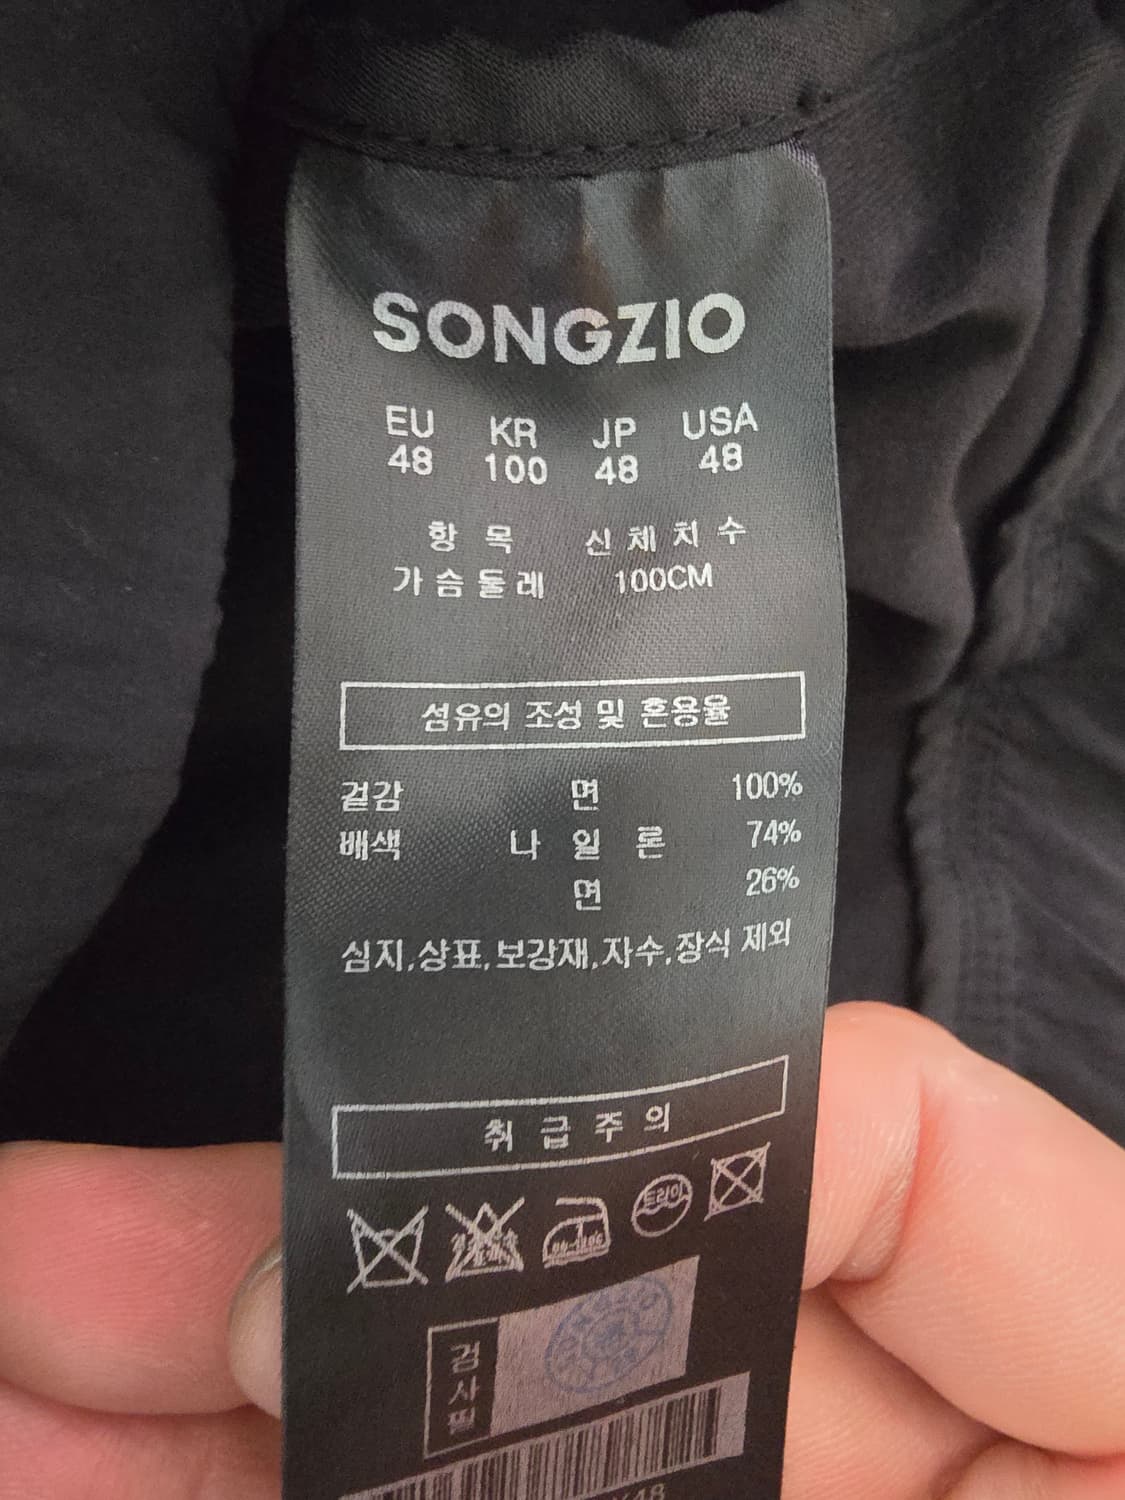 SONGZIO
EU KR JP USA
48 100 48 48
항목 신체치수
가슴둘레 100CM
섬유의 조성 및 혼용율
겉감 면 100%
배색 나일론 74%
면 26%
심지,상표,보강재,자수,장식 제외
취급주의
드라이
검사필